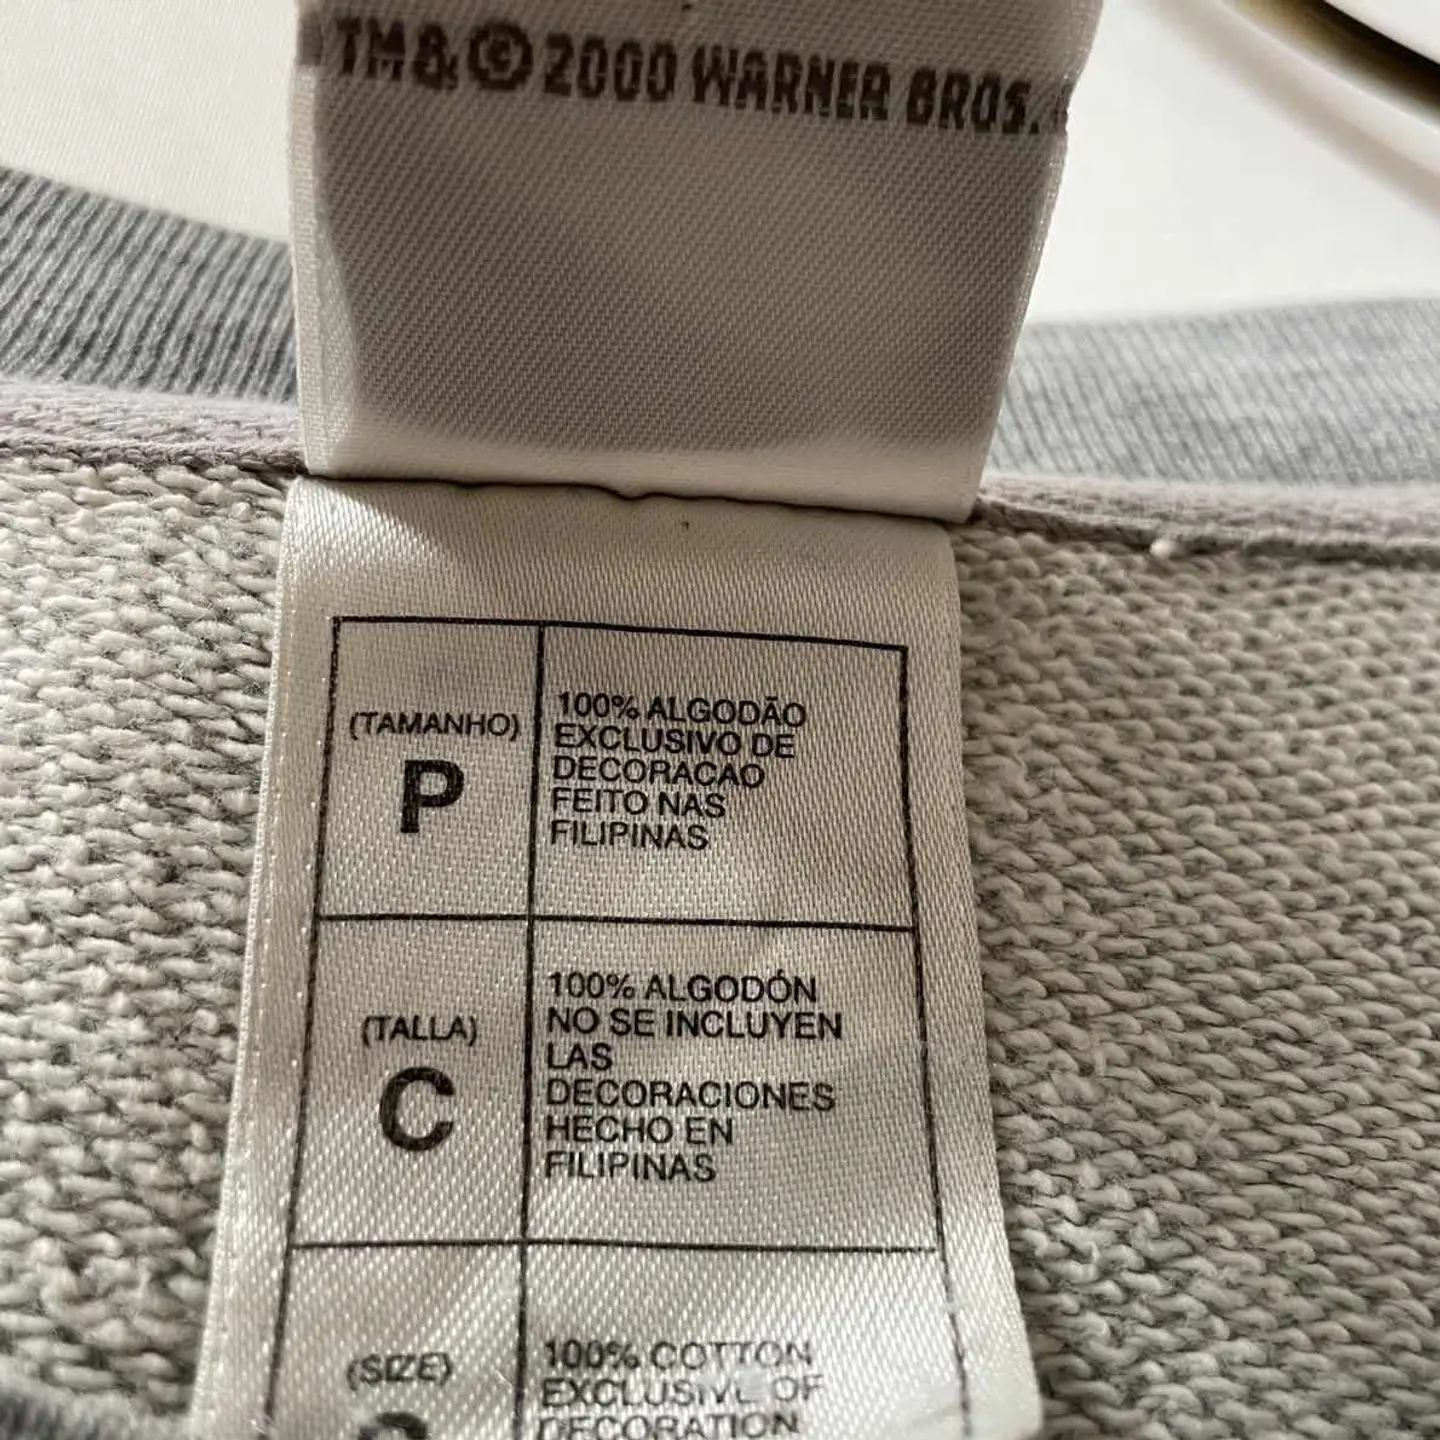 TM&©2000 WARNER BROS.
(TAMANHO)
P
100% ALGODÃO
EXCLUSIVO DE
DECORACAO
FEITO NAS
FILIPINAS
(TALLA)
C
100% ALGODÓN
NO SE INCLUYEN
LAS
DECORACIONES
HECHO EN
FILIPINAS
(SIZE)
100% COTTON
EXCLUSIVE OF
DECORATION